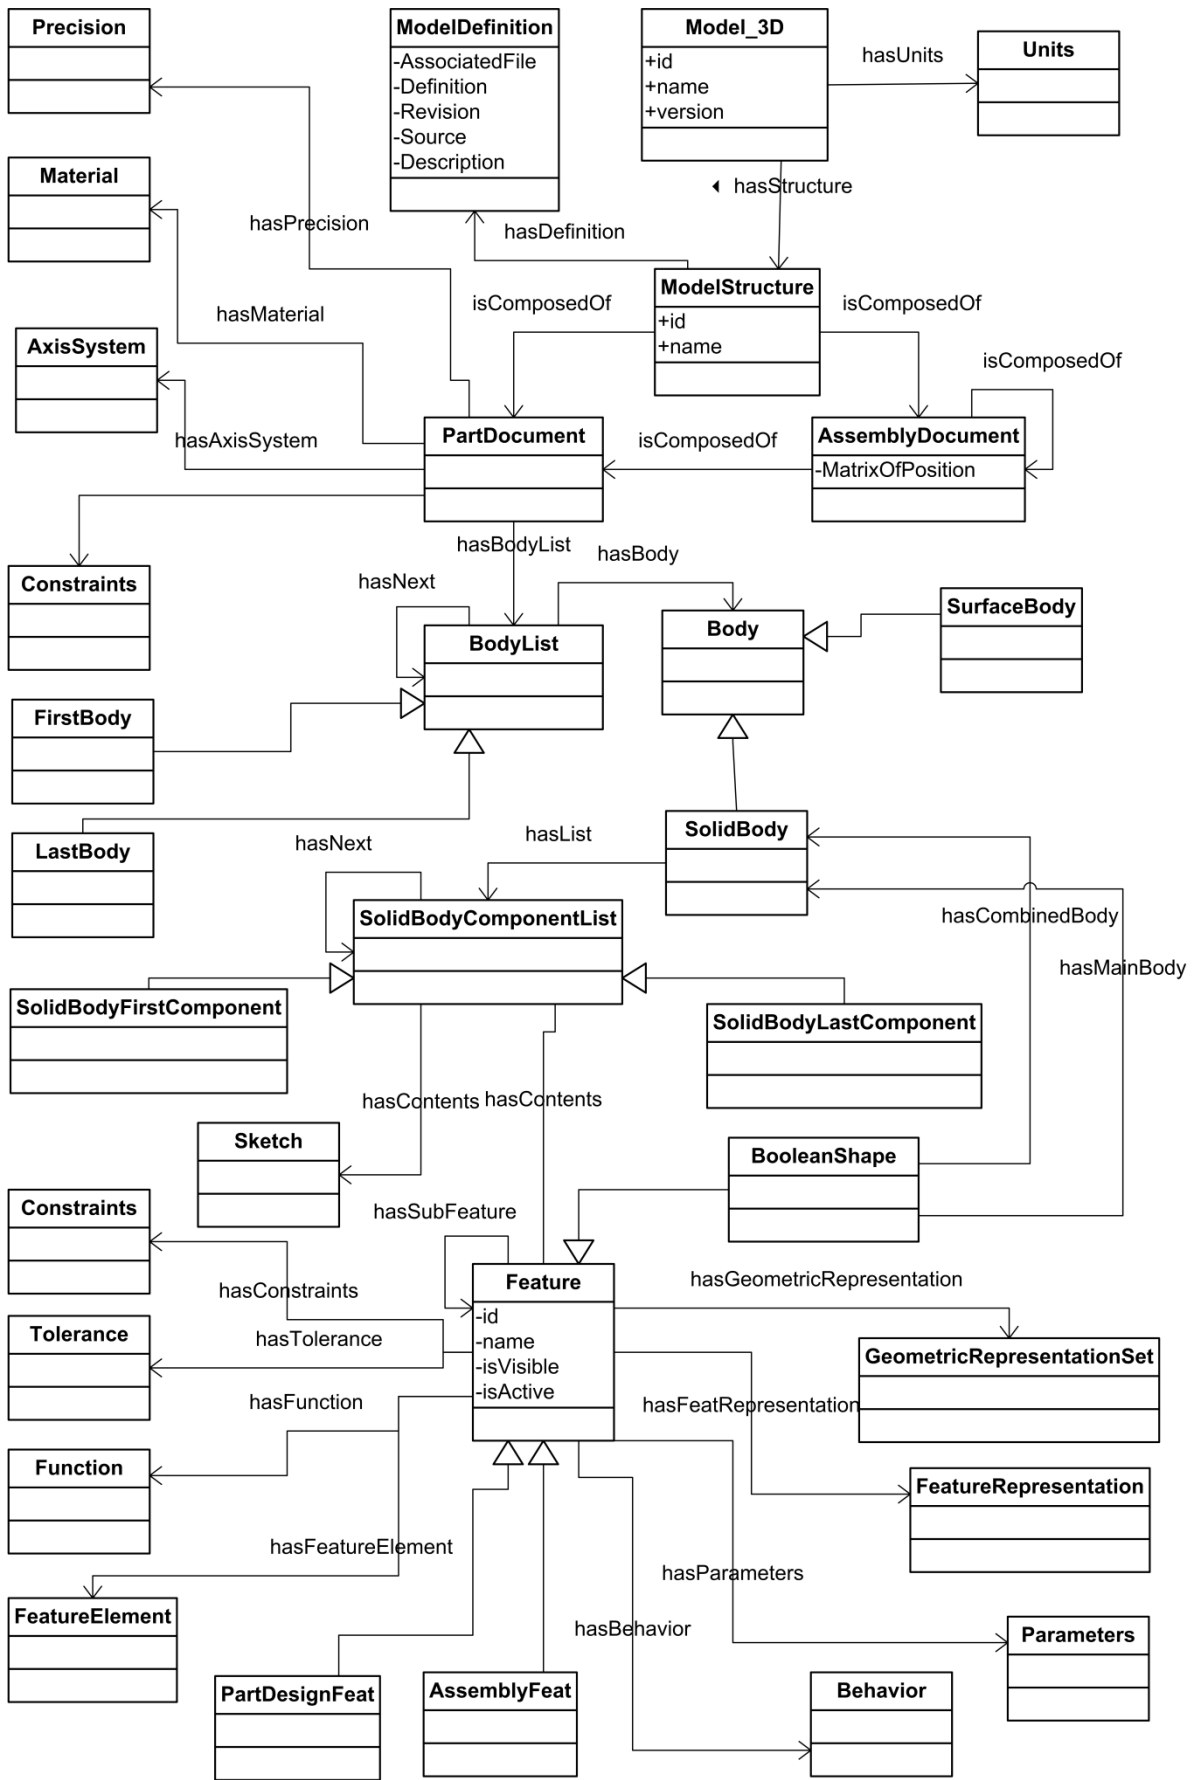 Precision
ModelDefinition
-AssociatedFile
-Definition
-Revision
-Source
-Description
Model_3D
+id
+name
+version
hasUnits
Units
Material
hasStructure
hasPrecision
hasDefinition
ModelStructure
+id
+name
isComposedOf
isComposedOf
hasMaterial
AxisSystem
isComposedOf
hasAxisSystem
PartDocument
isComposedOf
AssemblyDocument
-MatrixOfPosition
hasBodyList
hasBody
Constraints
hasNext
BodyList
Body
SurfaceBody
FirstBody
LastBody
hasNext
hasList
SolidBody
SolidBodyComponentList
hasCombinedBody
hasMainBody
SolidBodyFirstComponent
SolidBodyLastComponent
hasContents
hasContents
Sketch
BooleanShape
Constraints
hasSubFeature
Feature
-id
-name
-isVisible
-isActive
hasGeometricRepresentation
hasConstraints
Tolerance
hasTolerance
GeometricRepresentationSet
hasFunction
hasFeatRepresentation
Function
FeatureRepresentation
hasFeatureElement
hasParameters
FeatureElement
hasBehavior
Parameters
PartDesignFeat
AssemblyFeat
Behavior